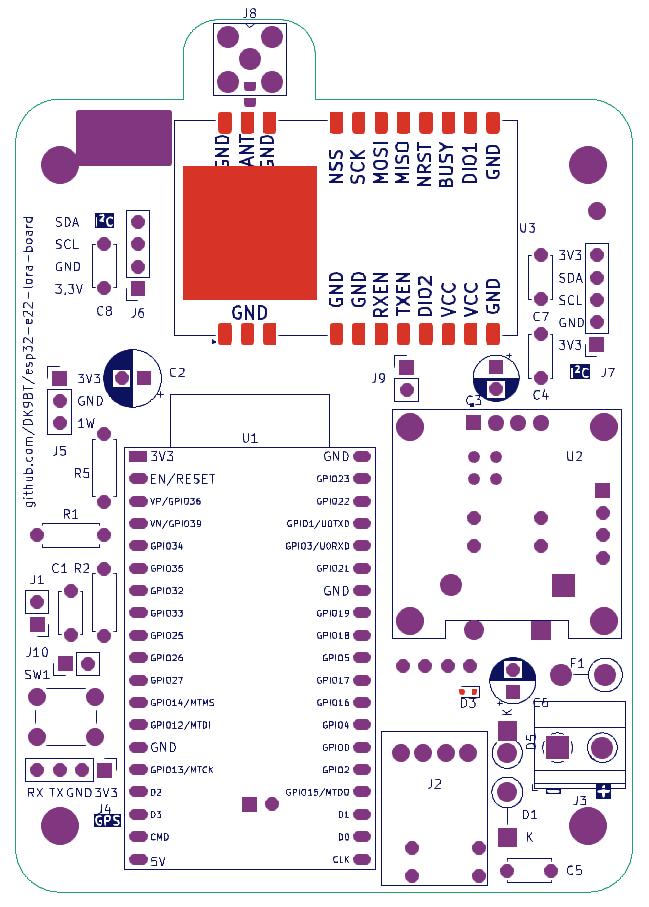 J8
GND ANT GND NSS SCK MOSI MISO NRST BUSY DIO1 GND
github.com/DK9BT/esp32-e22-lora-board
SDA I²C
SCL
GND
3.3V
C8 J6
U3
3V3
SDA
SCL
GND
3V3
C7
I²C J7
C4
GND
GND GND RXEN TXEN DIO2 VCC VCC GND
J9
C3
+
3V3
GND
1W
J5
C2
+
R5
R1
U1
U2
3V3 GND
EN/RESET GPIO23
VP/GPIO36 GPIO22
VN/GPIO39 GPIO1/U0TXD
GPIO34 GPIO3/U0RXD
GPIO35 GPIO21
GPIO32 GND
GPIO33 GPIO19
GPIO25 GPIO18
GPIO26 GPIO5
GPIO27 GPIO17
GPIO14/MTMS GPIO16
GPIO12/MTDI GPIO4
GND GPIO0
GPIO13/MTCK GPIO2
D2 GPIO15/MTDO
D3 D1
CMD D0
5V CLK
C1 R2
J1
J10
SW1
RX TX GND 3V3
J4
GPS
F1
D3
+
C6
K
D5
J2
- +
J3
D1
K
C5